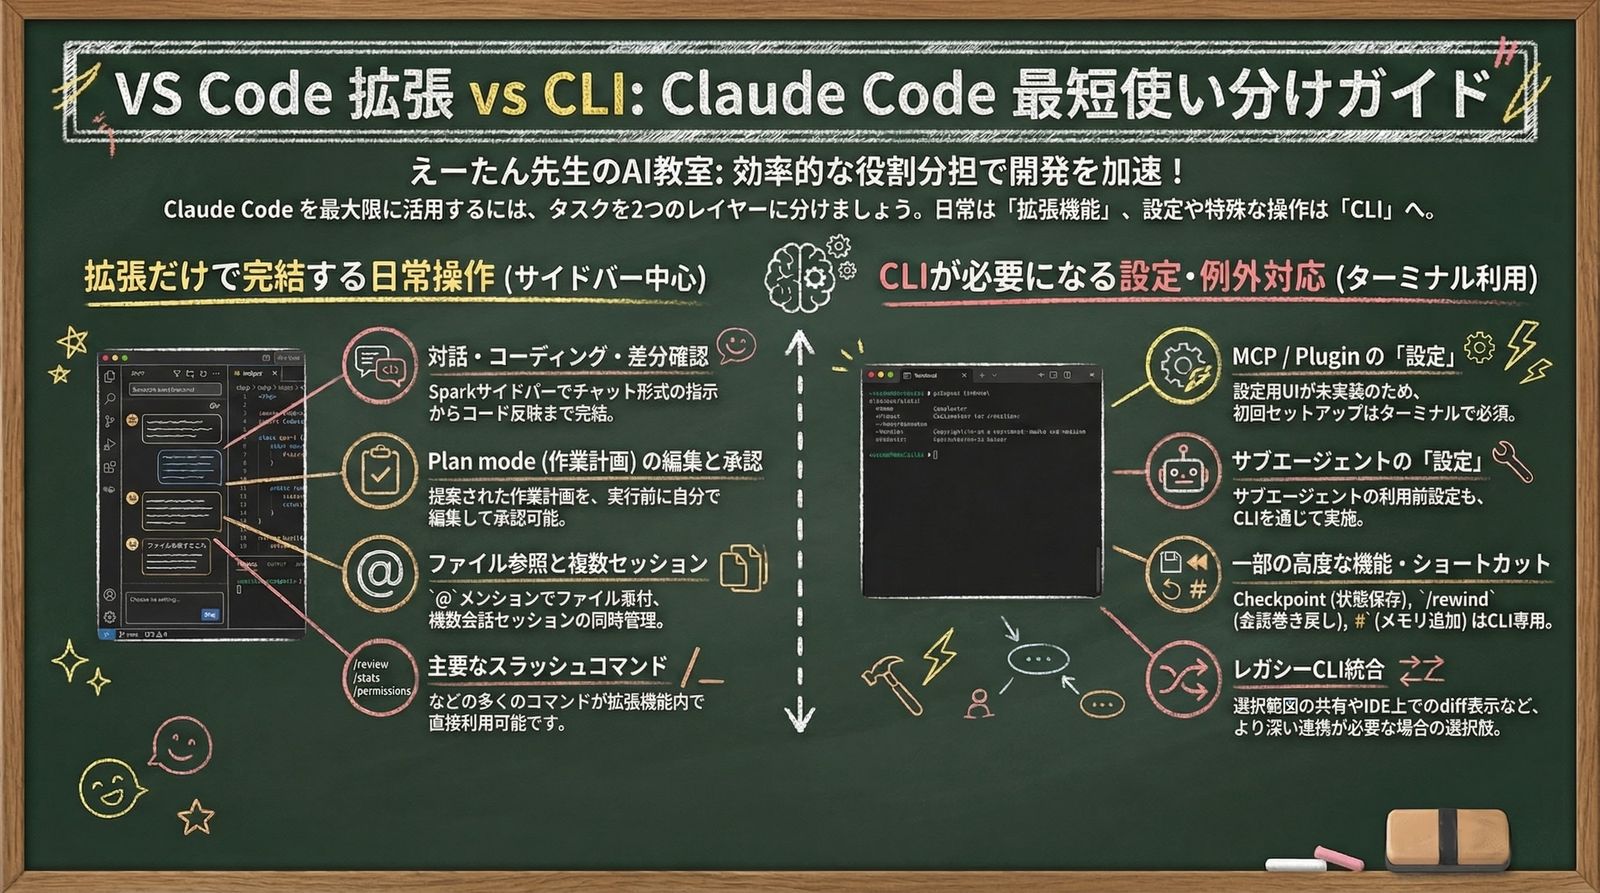 VS Code 拡張 vs CLI: Claude Code 最短使い分けガイド
えーたん先生のAI教室: 効率的な役割分担で開発を加速！
Claude Code を最大限に活用するには、タスクを2つのレイヤーに分けましょう。日常は「拡張機能」、設定や特殊な操作は「CLI」へ。
拡張だけで完結する日常操作 (サイドバー中心)
対話・コーディング・差分確認
Sparkサイドバーでチャット形式の指示
からコード反映まで完結。
Plan mode (作業計画) の編集と承認
提案された作業計画を、実行前に自分で
編集して承認可能。
@
ファイル参照と複数セッション
`@`メンションでファイル添付、
機数会話セッションの同時管理。
/review
/stats
/permissions
主要なスラッシュコマンド
などの多くのコマンドが拡張機能内で
直接利用可能です。
CLIが必要になる設定・例外対応 (ターミナル利用)
MCP / Plugin の「設定」
設定用UIが未実装のため、
初回セットアップはターミナルで必須。
サブエージェントの「設定」
サブエージェントの利用前設定も、
CLIを通じて実施。
#
一部の高度な機能・ショートカット
Checkpoint (状態保存), `/rewind`
(会話巻き戻し), #` (メモリ追加) はCLI専用。
レガシーCLI統合
選択範囲の共有やIDE上でのdiff表示など、
より深い連携が必要な場合の選択肢。